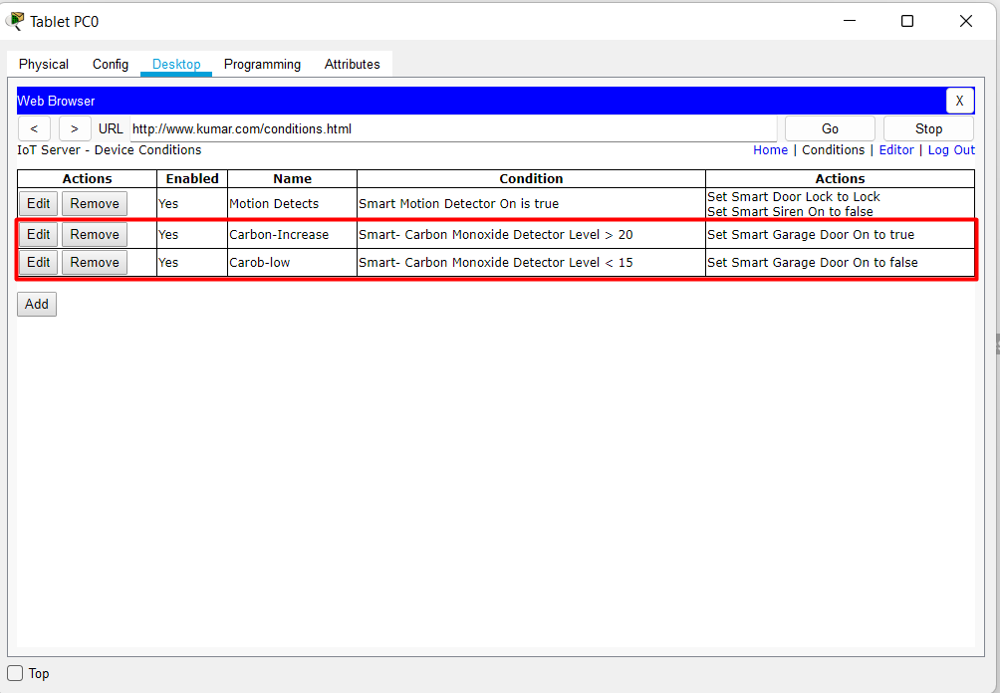 Tablet PC0
Physical Config Desktop Programming Attributes
Web Browser X
< > URL http://www.kumar.com/conditions.html Go Stop
IoT Server - Device Conditions Home | Conditions | Editor | Log Out
Actions Enabled Name Condition Actions
Edit Remove Yes Motion Detects Smart Motion Detector On is true Set Smart Door Lock to Lock
Set Smart Siren On to false
Edit Remove Yes Carbon-Increase Smart- Carbon Monoxide Detector Level > 20 Set Smart Garage Door On to true
Edit Remove Yes Carob-low Smart- Carbon Monoxide Detector Level < 15 Set Smart Garage Door On to false
Add
Top